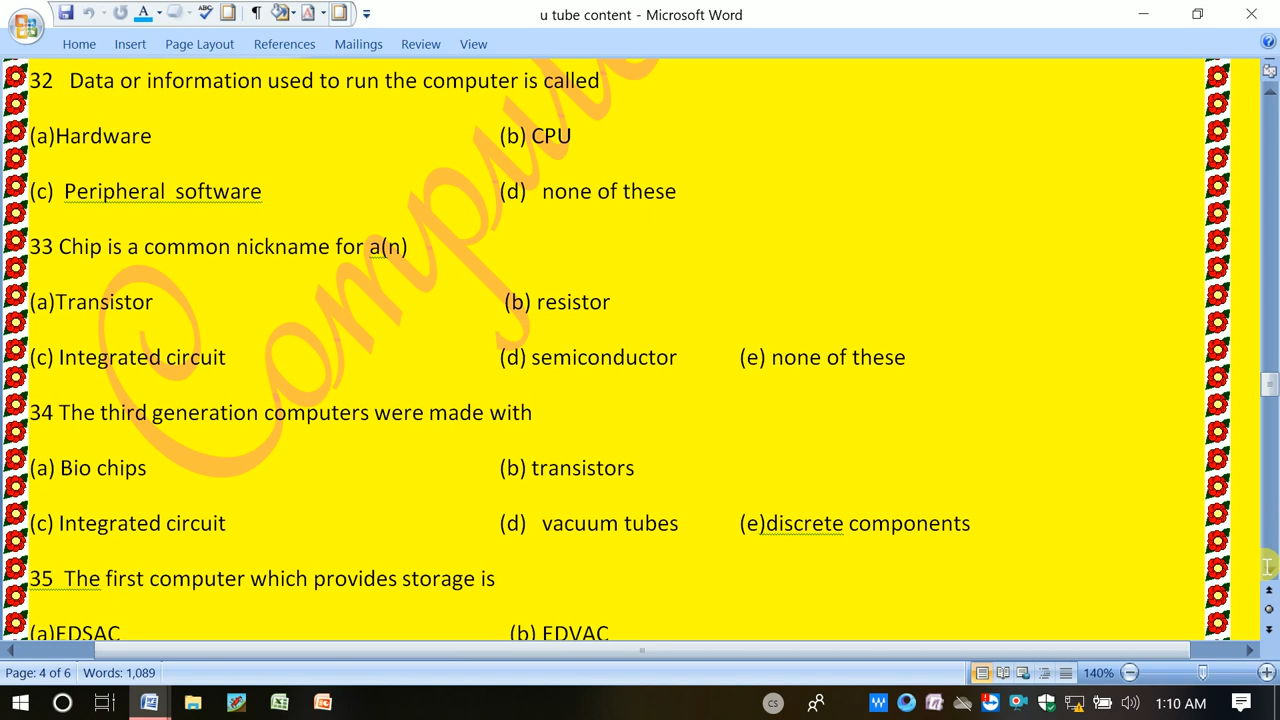 u tube content - Microsoft Word
Home Insert Page Layout References Mailings Review View
32 Data or information used to run the computer is called
(a)Hardware (b) CPU
(c) Peripheral software (d) none of these
33 Chip is a common nickname for a(n)
(a)Transistor (b) resistor
(c) Integrated circuit (d) semiconductor (e) none of these
34 The third generation computers were made with
(a) Bio chips (b) transistors
(c) Integrated circuit (d) vacuum tubes (e)discrete components
35 The first computer which provides storage is
(a)EDSAC (b) EDVAC
Page: 4 of 6 Words: 1,089 140%
CS 1:10 AM